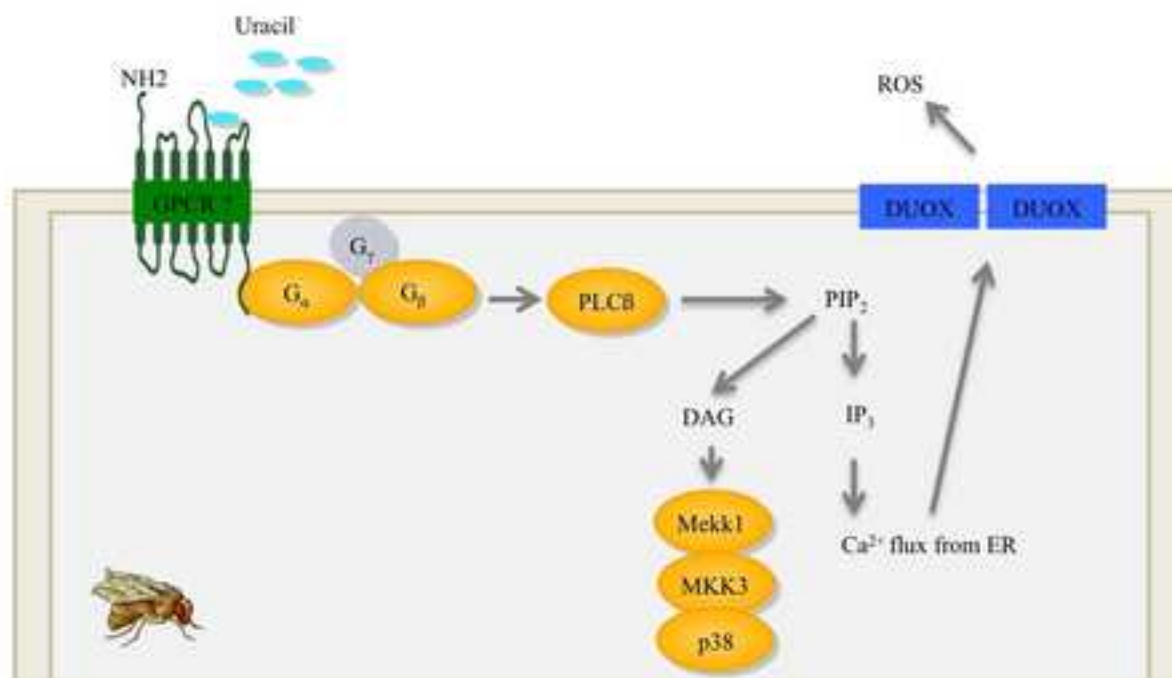 Uracil
NH2
ROS
GPCR ?
DUOX
DUOX
Gγ
Gα
Gβ
PLCß
PIP2
DAG
IP3
Mekk1
Ca2+ flux from ER
MKK3
p38